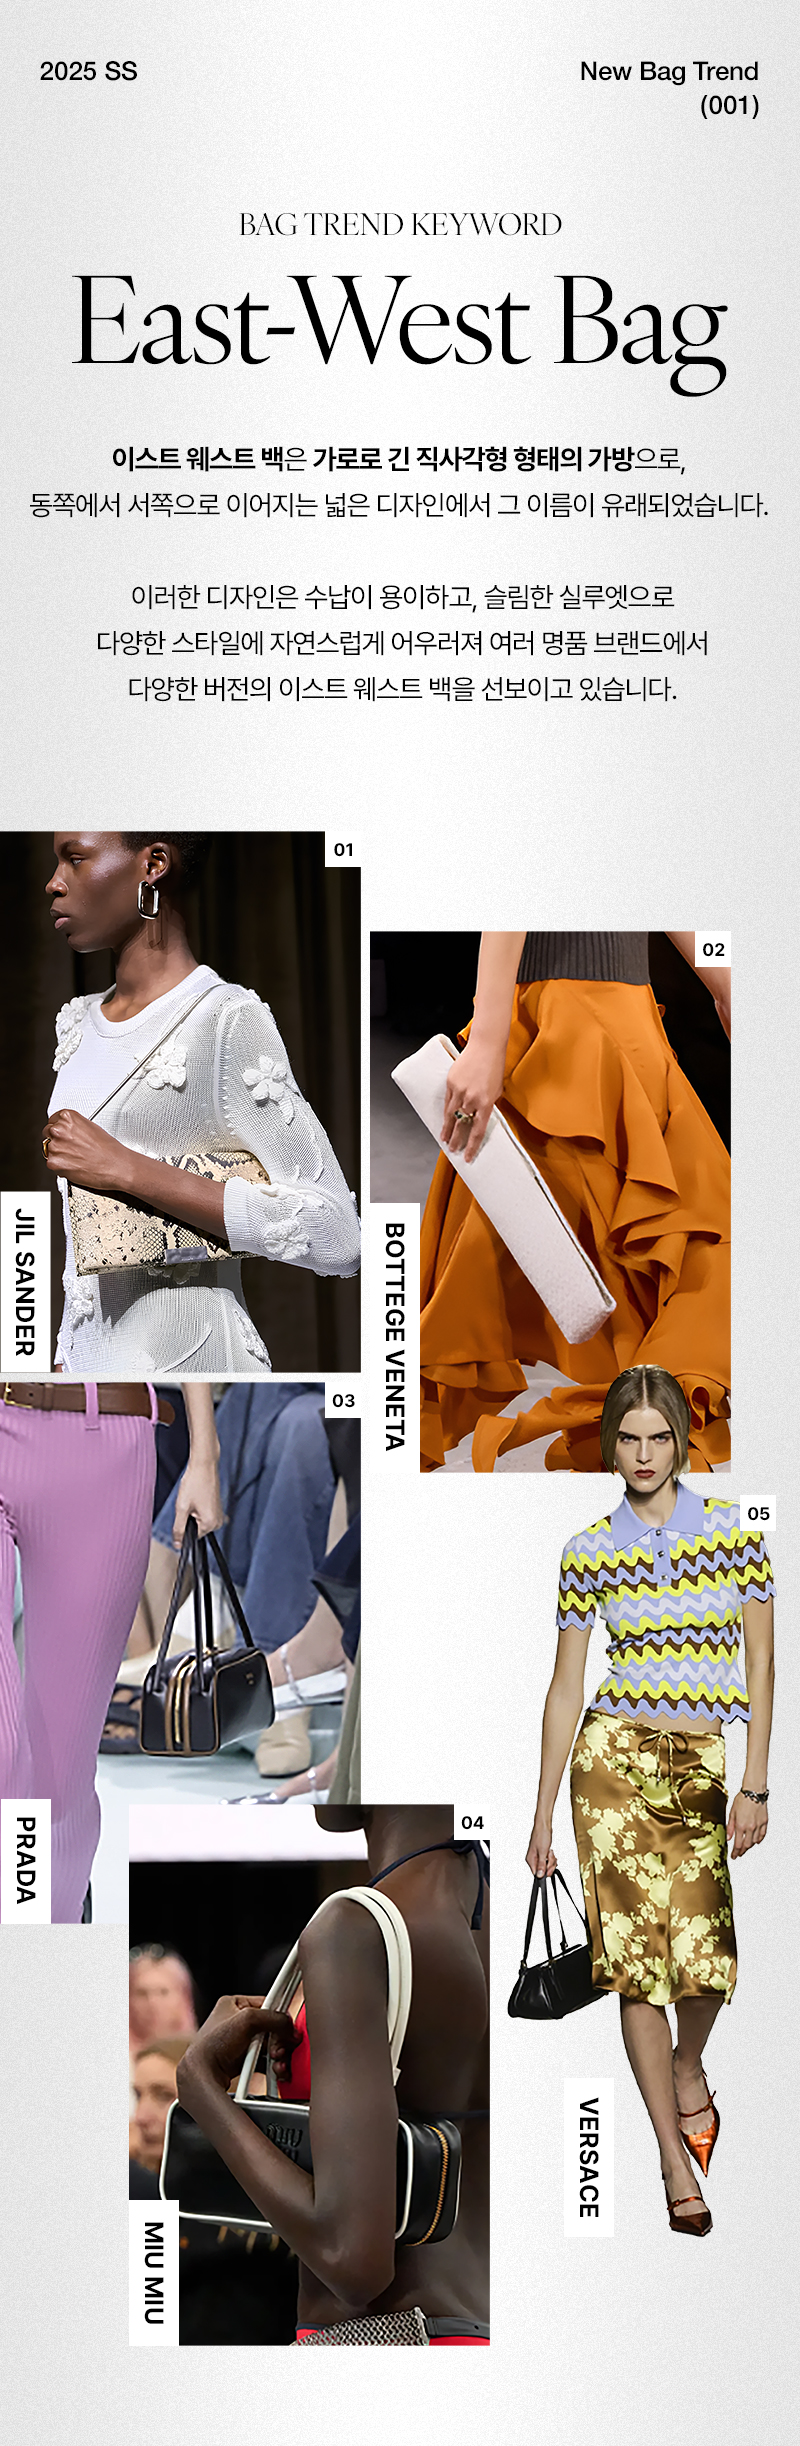 2025 SS
New Bag Trend
(001)
BAG TREND KEYWORD
East-West Bag
이스트 웨스트 백은 가로로 긴 직사각형 형태의 가방으로,
동쪽에서 서쪽으로 이어지는 넓은 디자인에서 그 이름이 유래되었습니다.
이러한 디자인은 수납이 용이하고, 슬림한 실루엣으로
다양한 스타일에 자연스럽게 어우러져 여러 명품 브랜드에서
다양한 버전의 이스트 웨스트 백을 선보이고 있습니다.
01
JIL SANDER
02
BOTTEGE VENETA
03
PRADA
04
miu
MIU MIU
05
VERSACE